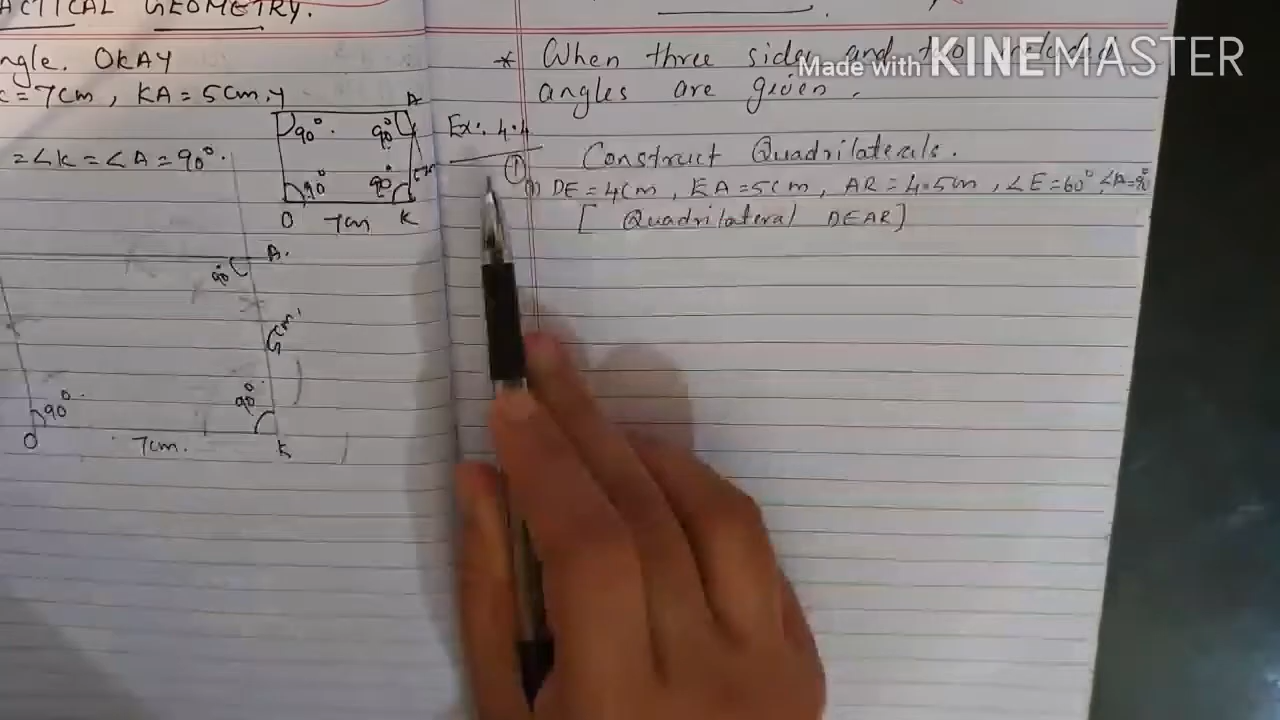 ACTICAL GEOMETRY.
ngle. OKAY
= 7cm, KA = 5cm,
= ∠K = ∠A = 90°.
A
90°. 90°
90° 90°
O 7cm K
A.
90°
90°. 90°
O 7cm. K
* When three sides and two included
angles are given.
Ex. 4.4
Construct Quadrilaterals.
①
i) DE = 4cm, EA = 5cm, AR = 4.5cm, ∠E = 60° ∠A = 90°
[Quadrilateral DEAR]
Made with KINEMASTER